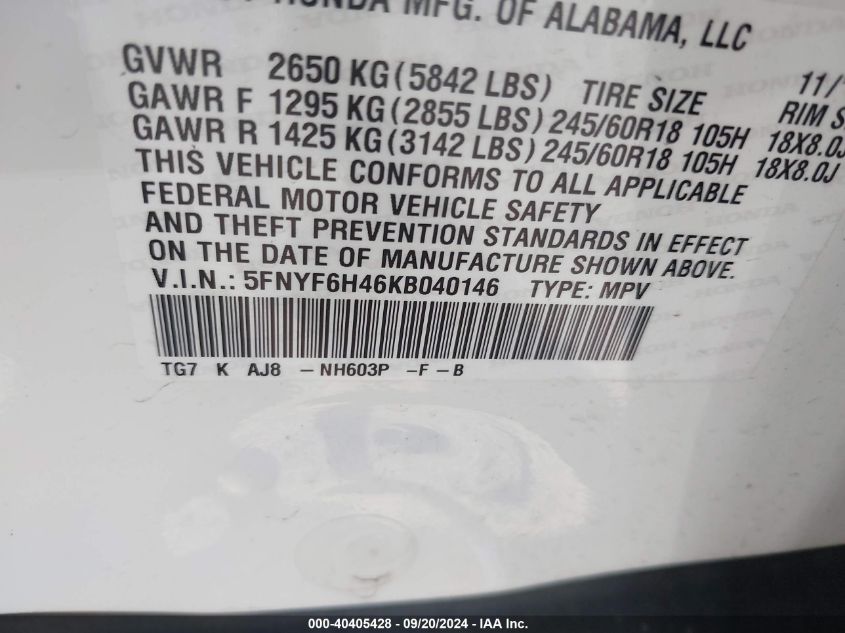 HONDA MFG. OF ALABAMA, LLC
GVWR 2650 KG (5842 LBS) TIRE SIZE 11/
GAWR F 1295 KG (2855 LBS) 245/60R18 105H RIM S
GAWR R 1425 KG (3142 LBS) 245/60R18 105H 18X8.0J
18X8.0J
THIS VEHICLE CONFORMS TO ALL APPLICABLE
FEDERAL MOTOR VEHICLE SAFETY
AND THEFT PREVENTION STANDARDS IN EFFECT
ON THE DATE OF MANUFACTURE SHOWN ABOVE.
V.I.N.: 5FNYF6H46KB040146 TYPE: MPV
TG7 K AJ8 – NH603P –F – B
000-40405428 - 09/20/2024 - IAA Inc.